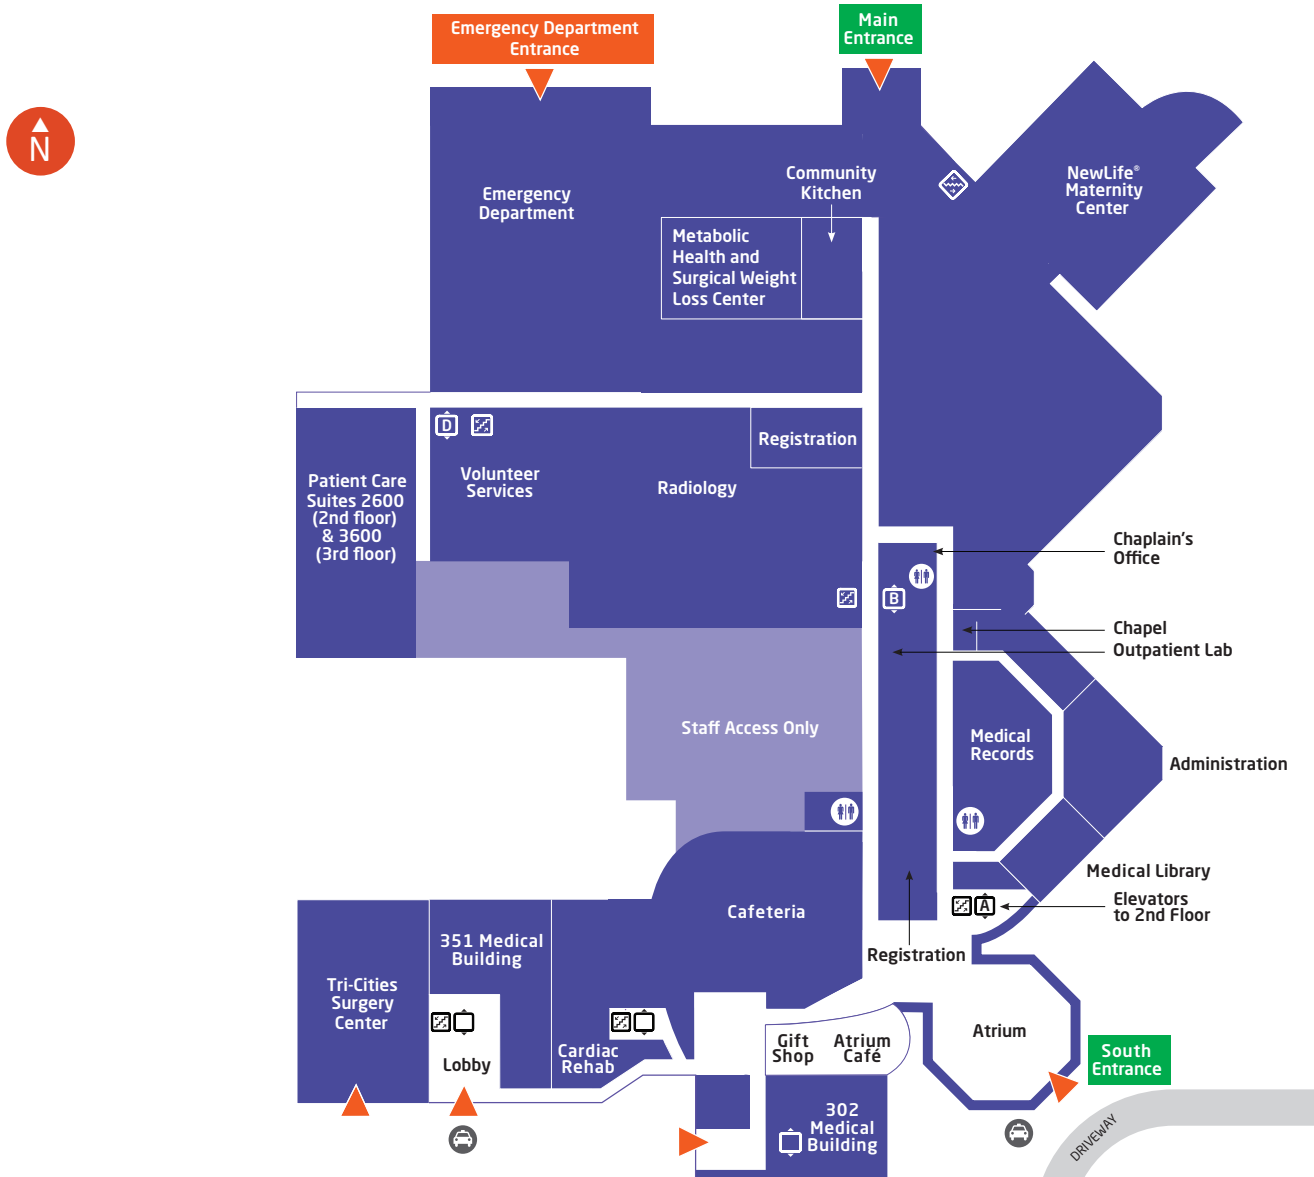 Emergency Department
Entrance
Main
Entrance
N
Community
Kitchen
NewLife®
Maternity
Center
Emergency
Department
Metabolic
Health and
Surgical Weight
Loss Center
D
Registration
Volunteer
Services
Radiology
Patient Care
Suites 2600
(2nd floor)
& 3600
(3rd floor)
Chaplain's
Office
B
Chapel
Outpatient Lab
Staff Access Only
Medical
Records
Administration
Medical Library
Elevators
to 2nd Floor
A
Cafeteria
351 Medical
Building
Registration
Tri-Cities
Surgery
Center
Lobby
Cardiac
Rehab
Gift
Shop
Atrium
Café
Atrium
South
Entrance
302
Medical
Building
DRIVEWAY